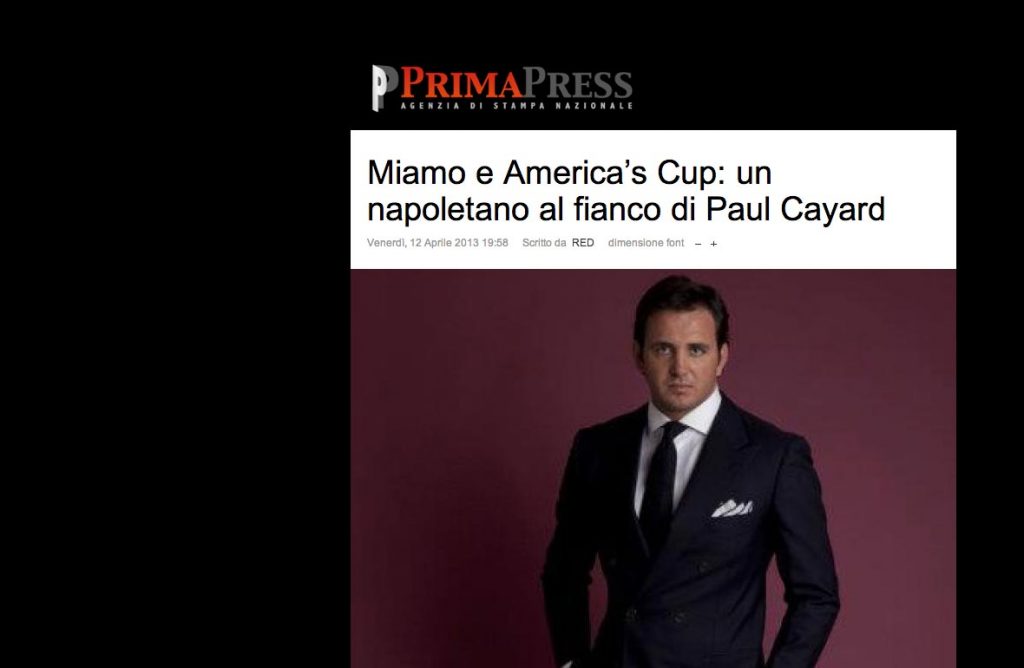 PRIMAPRESS
AGENZIA DI STAMPA NAZIONALE
Miamo e America’s Cup: un
napoletano al fianco di Paul Cayard
Venerdì, 12 Aprile 2013 19:58 Scritto da RED dimensione font – +